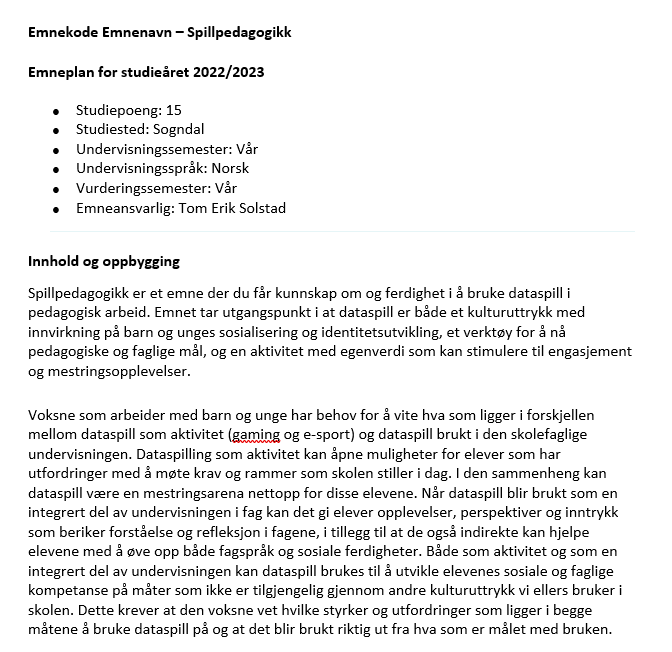 Emnekode Emnenavn – Spillpedagogikk
Emneplan for studieåret 2022/2023
● Studiepoeng: 15
● Studiested: Sogndal
● Undervisningssemester: Vår
● Undervisningsspråk: Norsk
● Vurderingssemester: Vår
● Emneansvarlig: Tom Erik Solstad
Innhold og oppbygging
Spillpedagogikk er et emne der du får kunnskap om og ferdighet i å bruke dataspill i
pedagogisk arbeid. Emnet tar utgangspunkt i at dataspill er både et kulturuttrykk med
innvirkning på barn og unges sosialisering og identitetsutvikling, et verktøy for å nå
pedagogiske og faglige mål, og en aktivitet med egenverdi som kan stimulere til engasjement
og mestringsopplevelser.
Voksne som arbeider med barn og unge har behov for å vite hva som ligger i forskjellen
mellom dataspill som aktivitet (gaming og e-sport) og dataspill brukt i den skolefaglige
undervisningen. Dataspilling som aktivitet kan åpne muligheter for elever som har
utfordringer med å møte krav og rammer som skolen stiller i dag. I den sammenheng kan
dataspill være en mestringsarena nettopp for disse elevene. Når dataspill blir brukt som en
integrert del av undervisningen i fag kan det gi elever opplevelser, perspektiver og inntrykk
som beriker forståelse og refleksjon i fagene, i tillegg til at de også indirekte kan hjelpe
elevene med å øve opp både fagspråk og sosiale ferdigheter. Både som aktivitet og som en
integrert del av undervisningen kan dataspill brukes til å utvikle elevenes sosiale og faglige
kompetanse på måter som ikke er tilgjengelig gjennom andre kulturuttrykk vi ellers bruker i
skolen. Dette krever at den voksne vet hvilke styrker og utfordringer som ligger i begge
måtene å bruke dataspill på og at det blir brukt riktig ut fra hva som er målet med bruken.